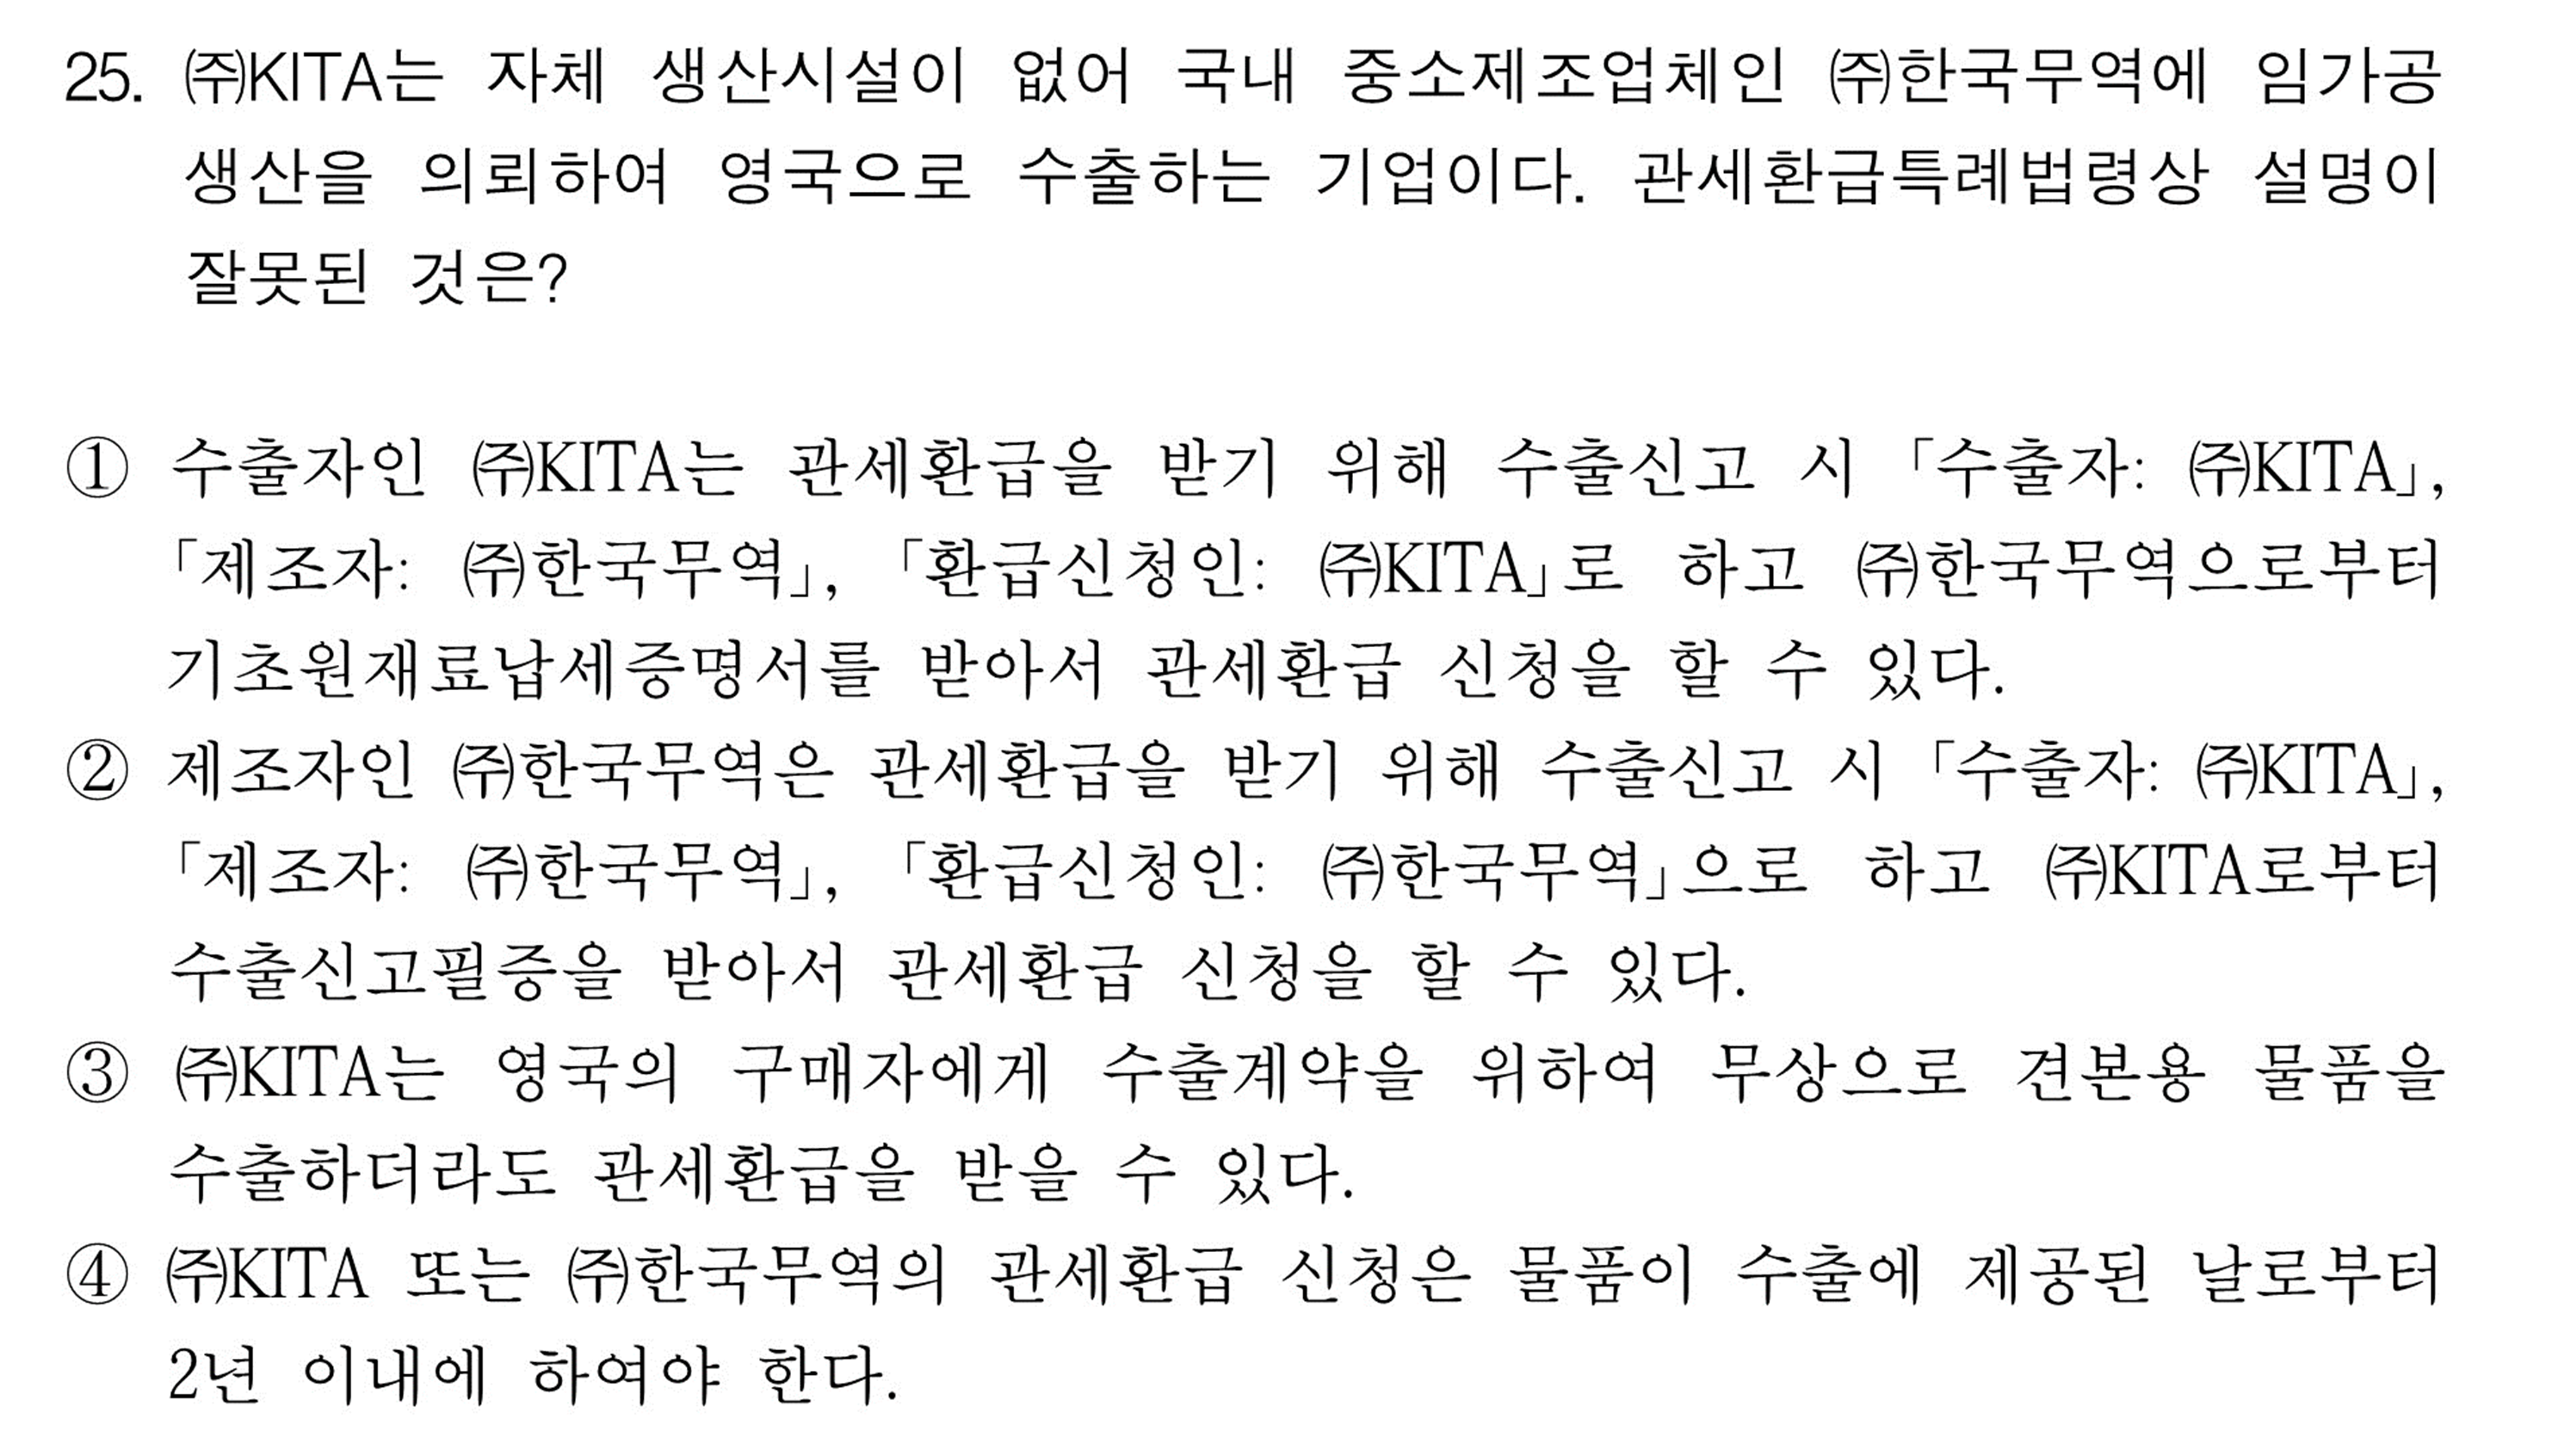 25. ㈜KITA는 자체 생산시설이 없어 국내 중소제조업체인 ㈜한국무역에 임가공
생산을 의뢰하여 영국으로 수출하는 기업이다. 관세환급특례법령상 설명이
잘못된 것은?
① 수출자인 ㈜KITA는 관세환급을 받기 위해 수출신고 시 「수출자: ㈜KITA」,
「제조자: ㈜한국무역」, 「환급신청인: ㈜KITA」로 하고 ㈜한국무역으로부터
기초원재료납세증명서를 받아서 관세환급 신청을 할 수 있다.
② 제조자인 ㈜한국무역은 관세환급을 받기 위해 수출신고 시 「수출자: ㈜KITA」,
「제조자: ㈜한국무역」, 「환급신청인: ㈜한국무역」으로 하고 ㈜KITA로부터
수출신고필증을 받아서 관세환급 신청을 할 수 있다.
③ ㈜KITA는 영국의 구매자에게 수출계약을 위하여 무상으로 견본용 물품을
수출하더라도 관세환급을 받을 수 있다.
④ ㈜KITA 또는 ㈜한국무역의 관세환급 신청은 물품이 수출에 제공된 날로부터
2년 이내에 하여야 한다.